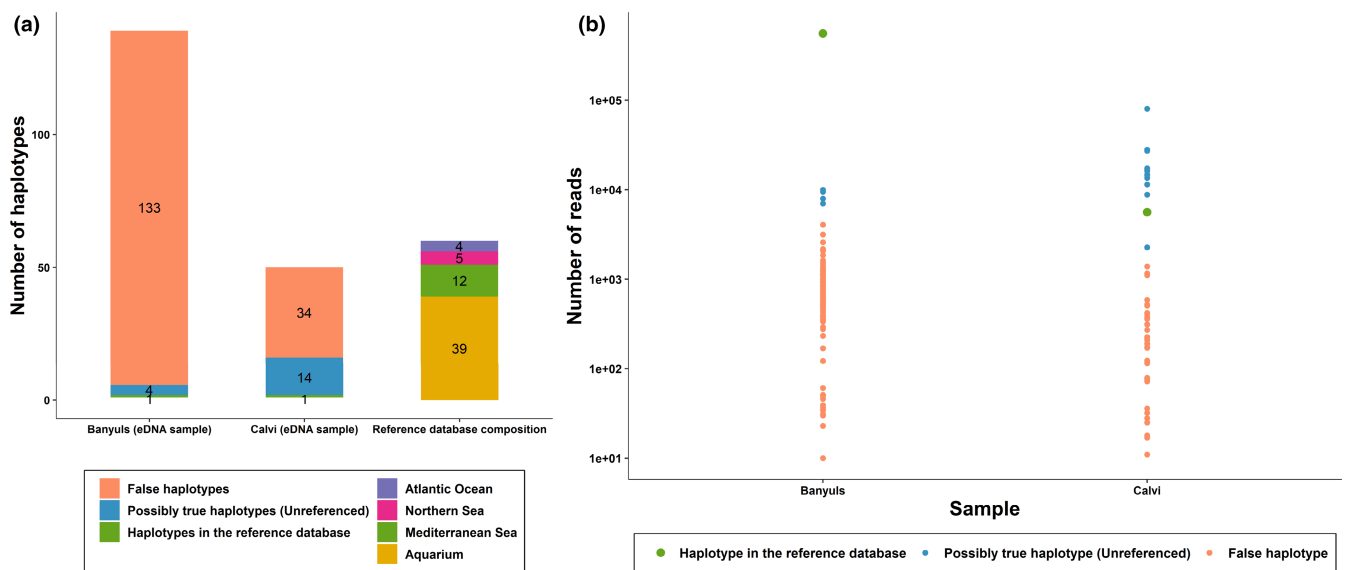 (a)
Number of haplotypes
100
50
0
133
4
1
34
14
1
4
5
12
39
Banyuls (eDNA sample)
Calvi (eDNA sample)
Reference database composition
False haplotypes
Possibly true haplotypes (Unreferenced)
Haplotypes in the reference database
Atlantic Ocean
Northern Sea
Mediterranean Sea
Aquarium
(b)
Number of reads
1e+05
1e+04
1e+03
1e+02
1e+01
Banyuls
Calvi
Sample
Haplotype in the reference database
Possibly true haplotype (Unreferenced)
False haplotype